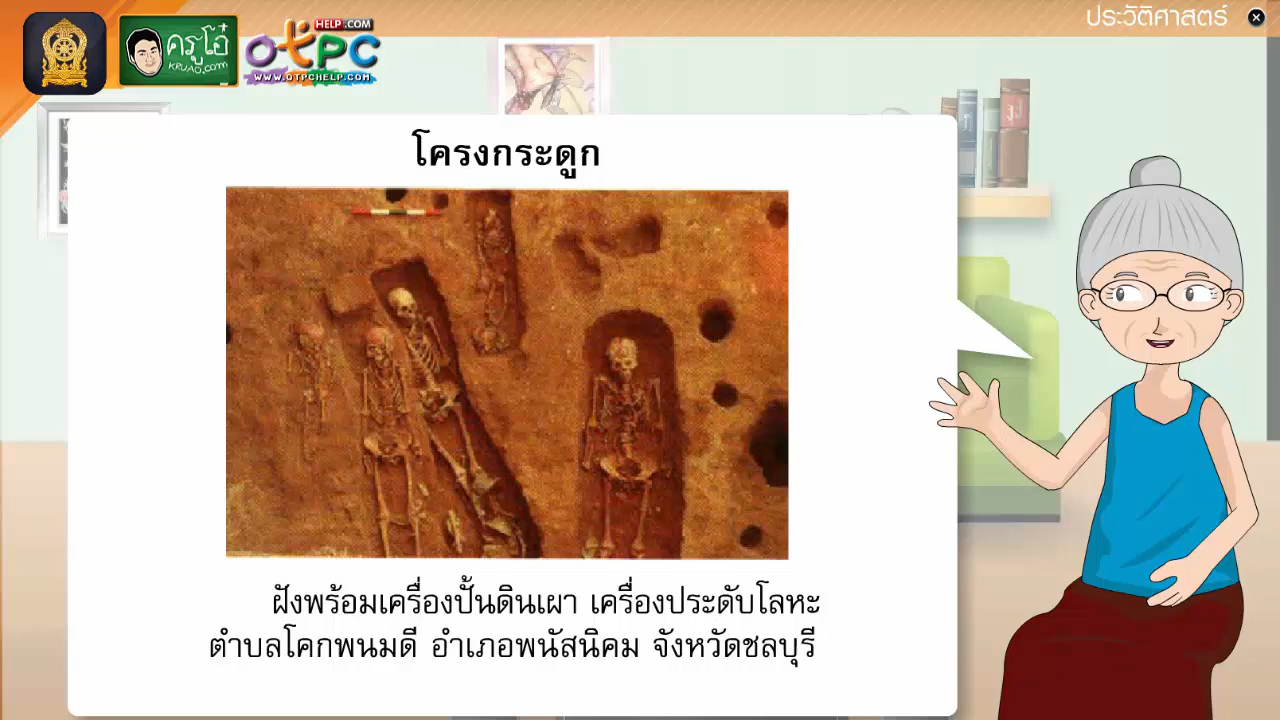 ครูโอ๋
KRUAO.com
HELP.COM
OTPC
WWW.OTPCHELP.COM
ประวัติศาสตร์
โครงกระดูก
ฝังพร้อมเครื่องปั้นดินเผา เครื่องประดับโลหะ
ตำบลโคกพนมดี อำเภอพนัสนิคม จังหวัดชลบุรี